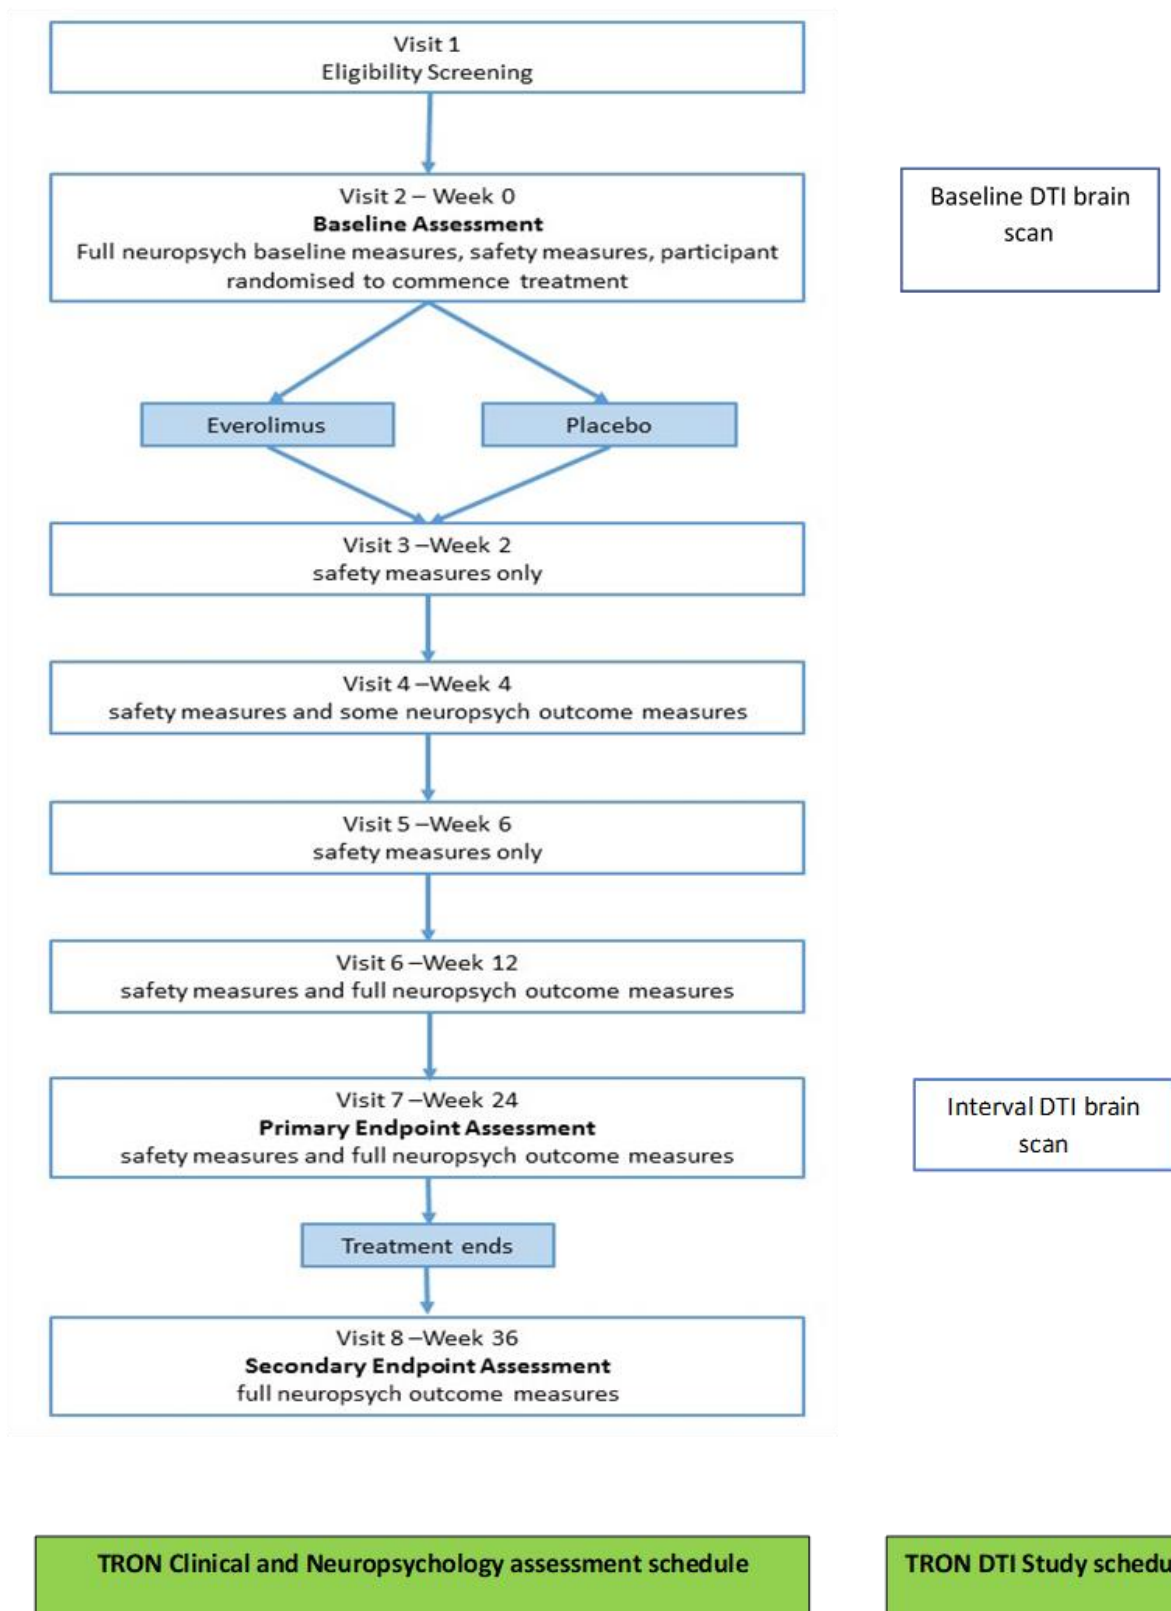 Visit 1
Eligibility Screening
Visit 2 – Week 0
Baseline Assessment
Full neuropsych baseline measures, safety measures, participant
randomised to commence treatment
Baseline DTI brain
scan
Everolimus
Placebo
Visit 3 –Week 2
safety measures only
Visit 4 –Week 4
safety measures and some neuropsych outcome measures
Visit 5 –Week 6
safety measures only
Visit 6 –Week 12
safety measures and full neuropsych outcome measures
Visit 7 –Week 24
Primary Endpoint Assessment
safety measures and full neuropsych outcome measures
Interval DTI brain
scan
Treatment ends
Visit 8 –Week 36
Secondary Endpoint Assessment
full neuropsych outcome measures
TRON Clinical and Neuropsychology assessment schedule
TRON DTI Study schedu